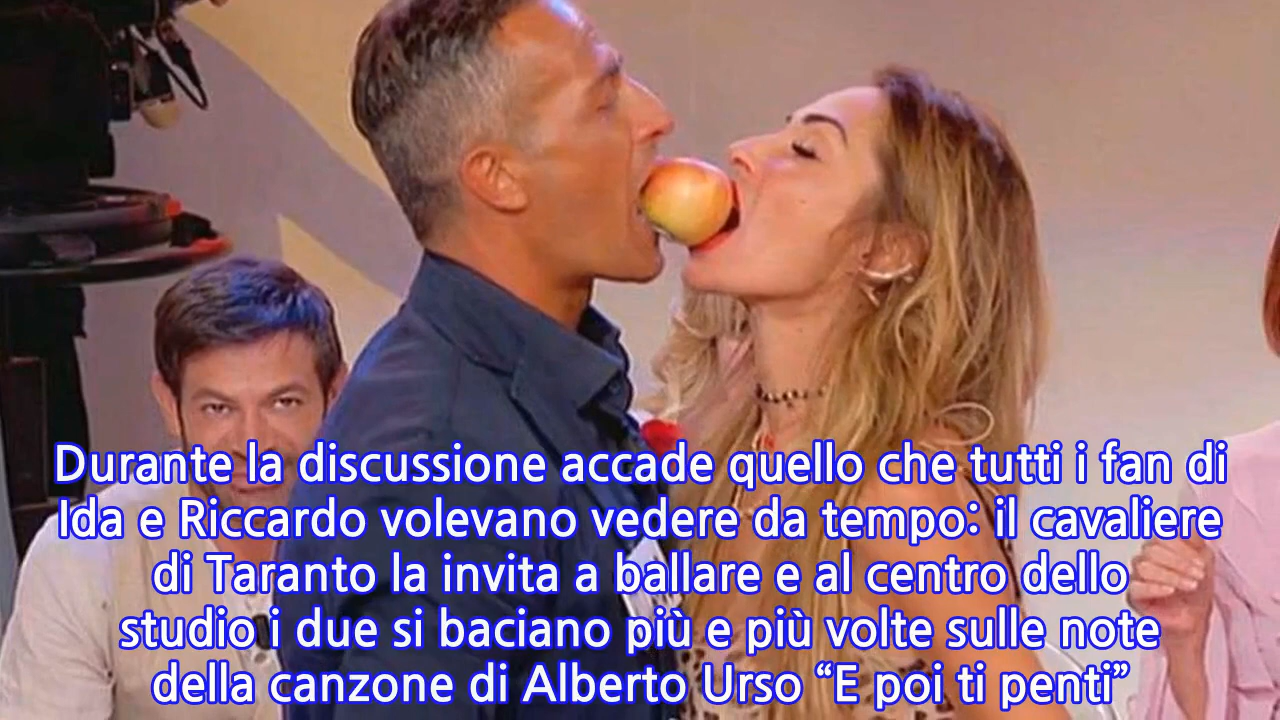 Durante la discussione accade quello che tutti i fan di
Ida e Riccardo volevano vedere da tempo: il cavaliere
di Taranto la invita a ballare e al centro dello
studio i due si baciano più e più volte sulle note
della canzone di Alberto Urso “E poi ti penti”